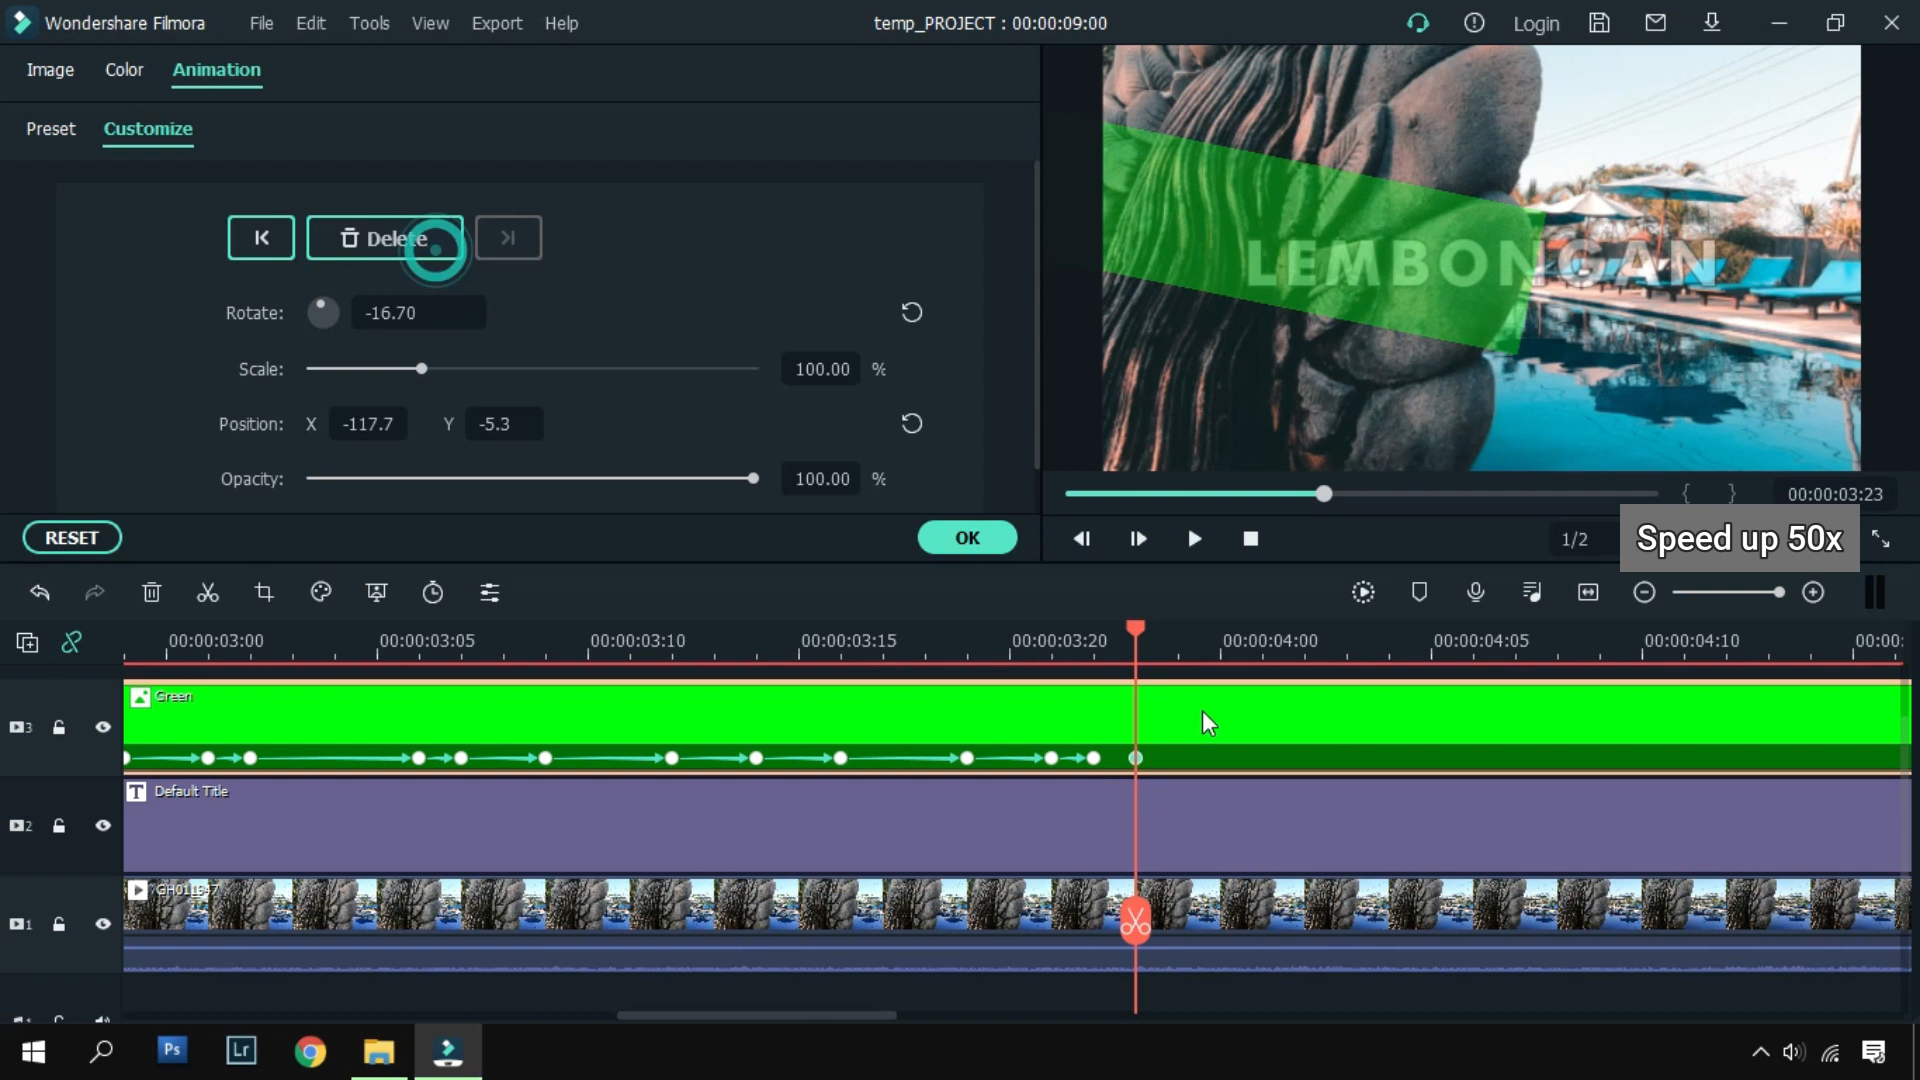 Wondershare Filmora
File Edit Tools View Export Help
temp_PROJECT : 00:00:09:00
Login
Image Color Animation
Preset Customize
Delete
Rotate: -16.70
Scale: 100.00 %
Position: X -117.7 Y -5.3
Opacity: 100.00 %
RESET
OK
LEMBONGAN
{ } 00:00:03:23
1/2
Speed up 50x
00:00:03:00 00:00:03:05 00:00:03:10 00:00:03:15 00:00:03:20 00:00:04:00 00:00:04:05 00:00:04:10 00:00:
Green
3
T Default Title
2
1
Ps Lr